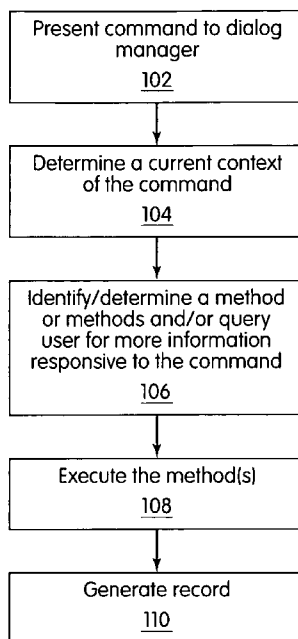 Present command to dialog
manager
102
Determine a current context
of the command
104
Identify/determine a method
or methods and/or query
user for more information
responsive to the command
106
Execute the method(s)
108
Generate record
110